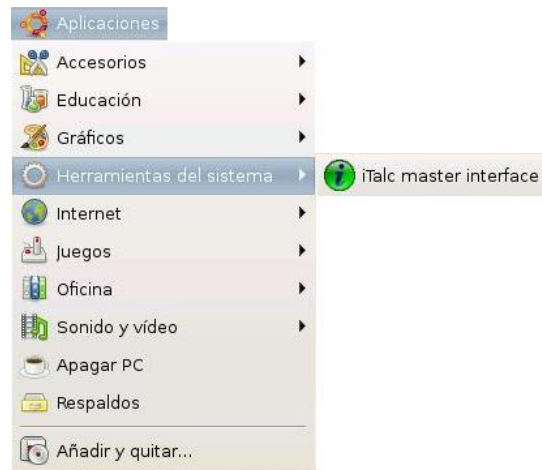 Aplicaciones
Accesorios
Educación
Gráficos
Herramientas del sistema
iTalc master interface
Internet
Juegos
Oficina
Sonido y vídeo
Apagar PC
Respaldos
Añadir y quitar...